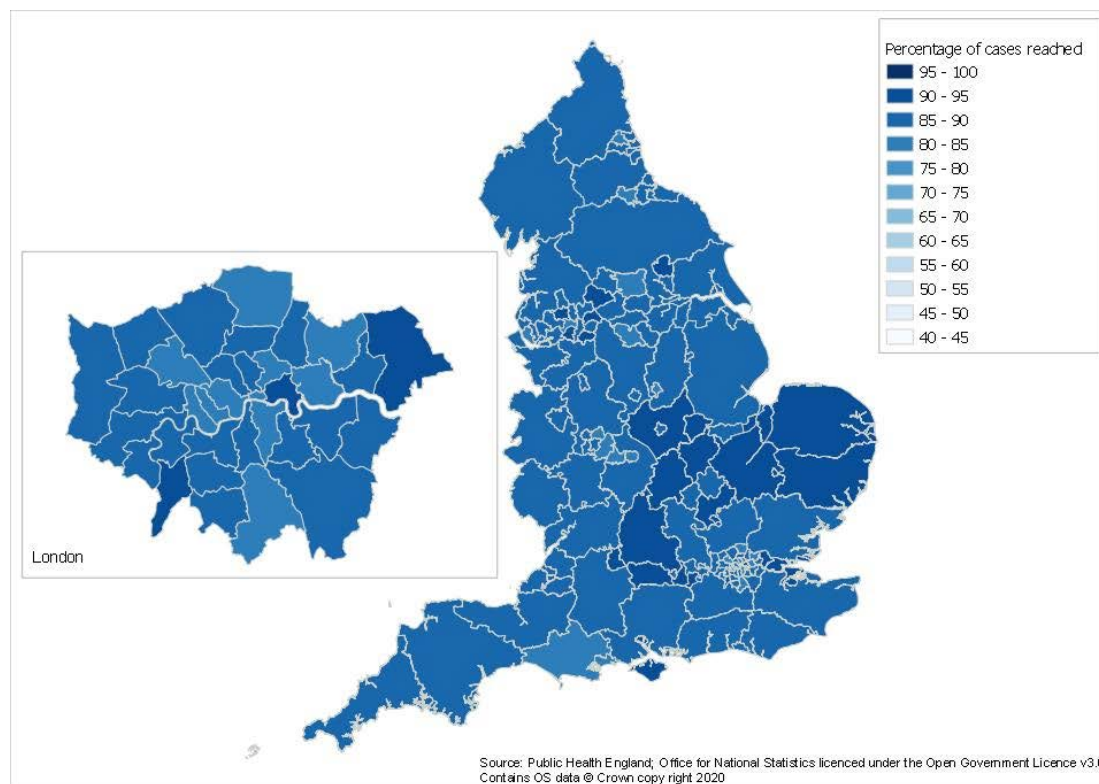 Percentage of cases reached
95 - 100
90 - 95
85 - 90
80 - 85
75 - 80
70 - 75
65 - 70
60 - 65
55 - 60
50 - 55
45 - 50
40 - 45
London
Source: Public Health England; Office for National Statistics licenced under the Open Government Licence v3.
Contains OS data © Crown copy right 2020